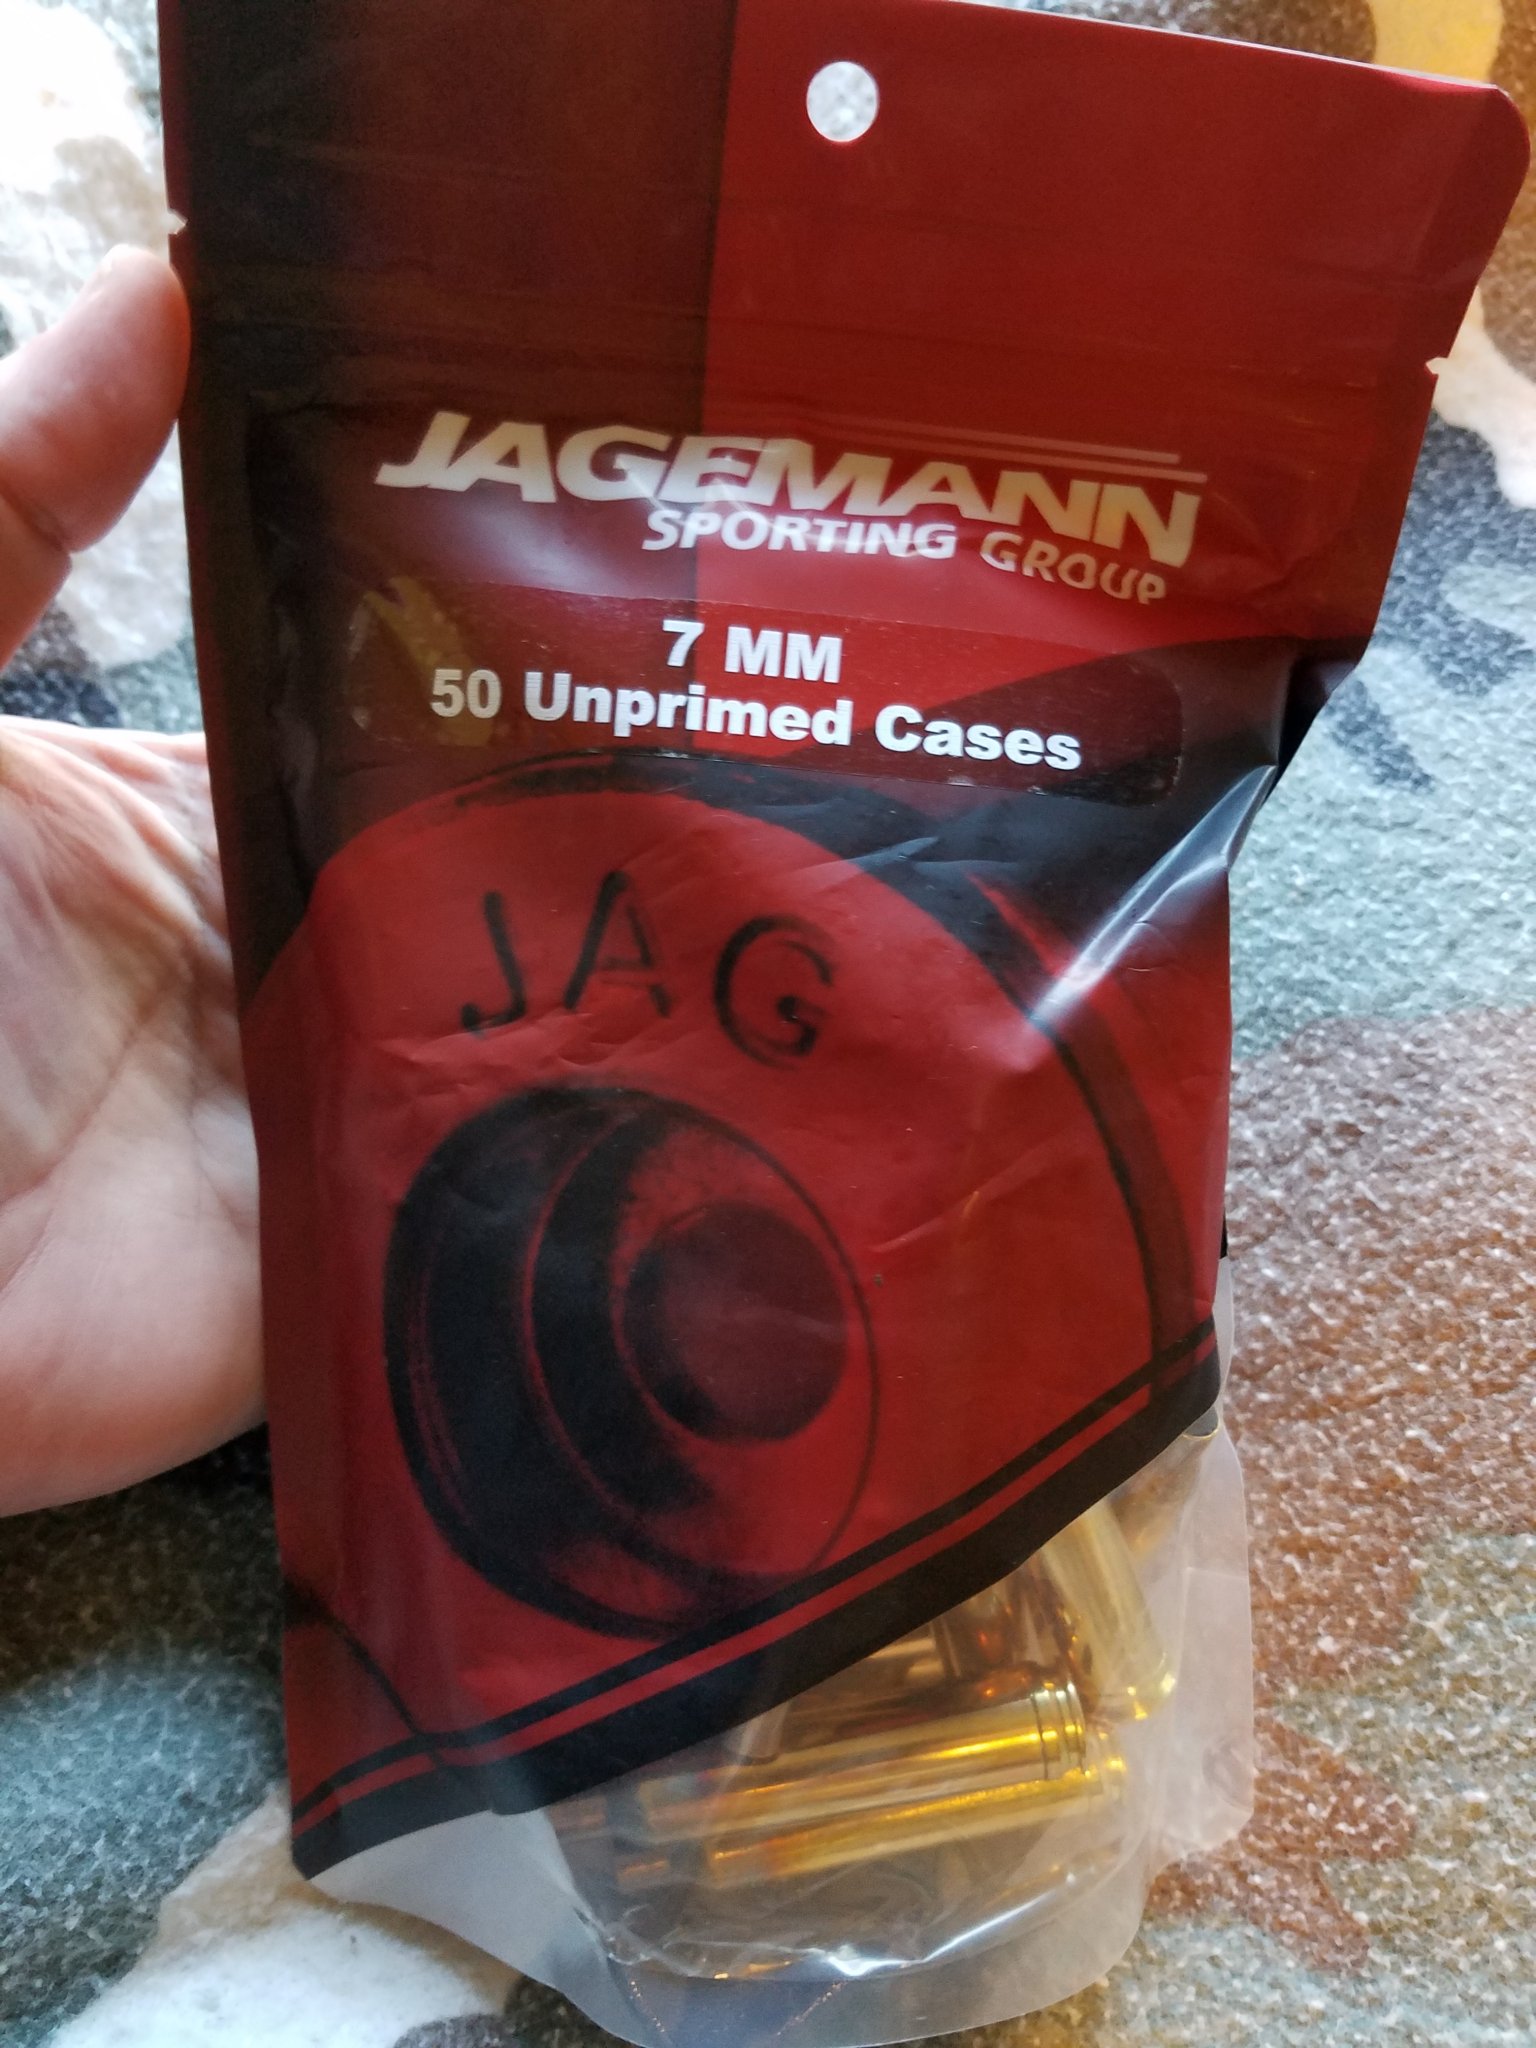 JAGEMANN
SPORTING GROUP
7 MM
50 Unprimed Cases
JAG